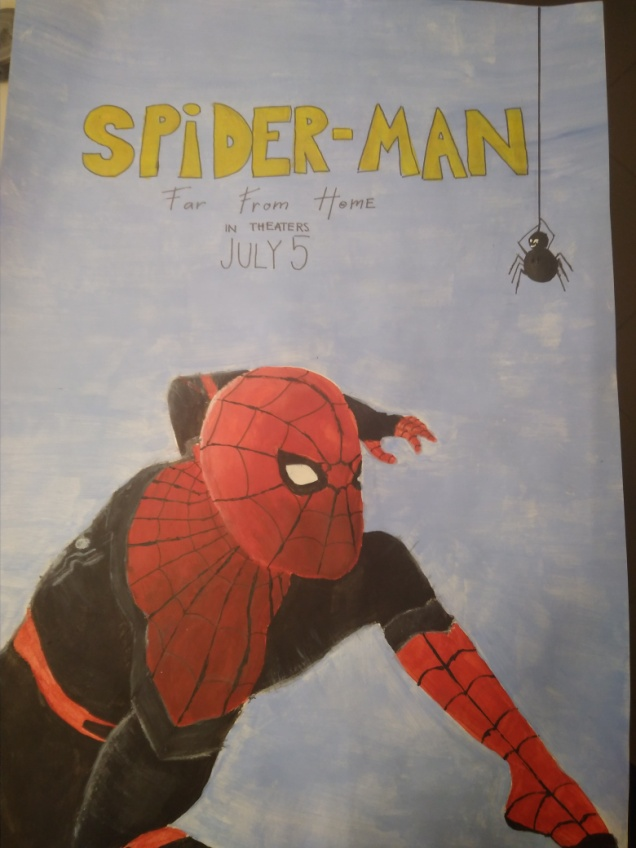 SPiDER-MAN
Far From HomE
IN THEATERS
JULY 5